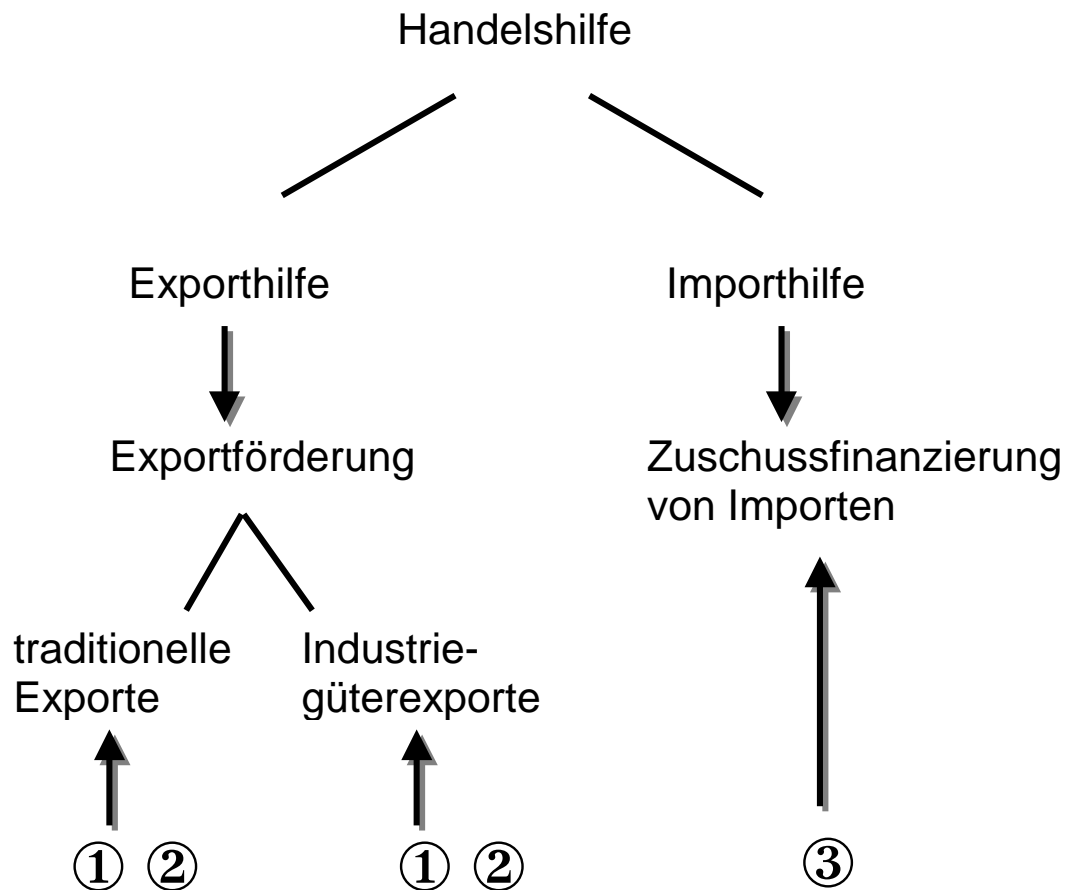 Handelshilfe
Exporthilfe
Importhilfe
Exportförderung
Zuschussfinanzierung
von Importen
traditionelle
Exporte
Industrie-
güterexporte
① ②
① ②
③